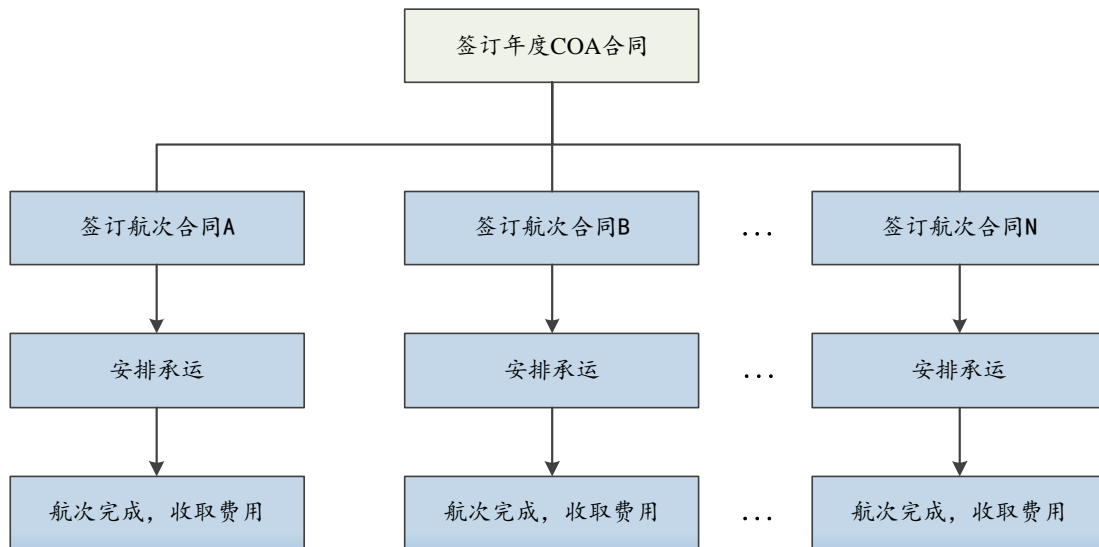 签订年度COA合同
签订航次合同A
签订航次合同B
...
签订航次合同N
安排承运
安排承运
...
安排承运
航次完成，收取费用
航次完成，收取费用
...
航次完成，收取费用